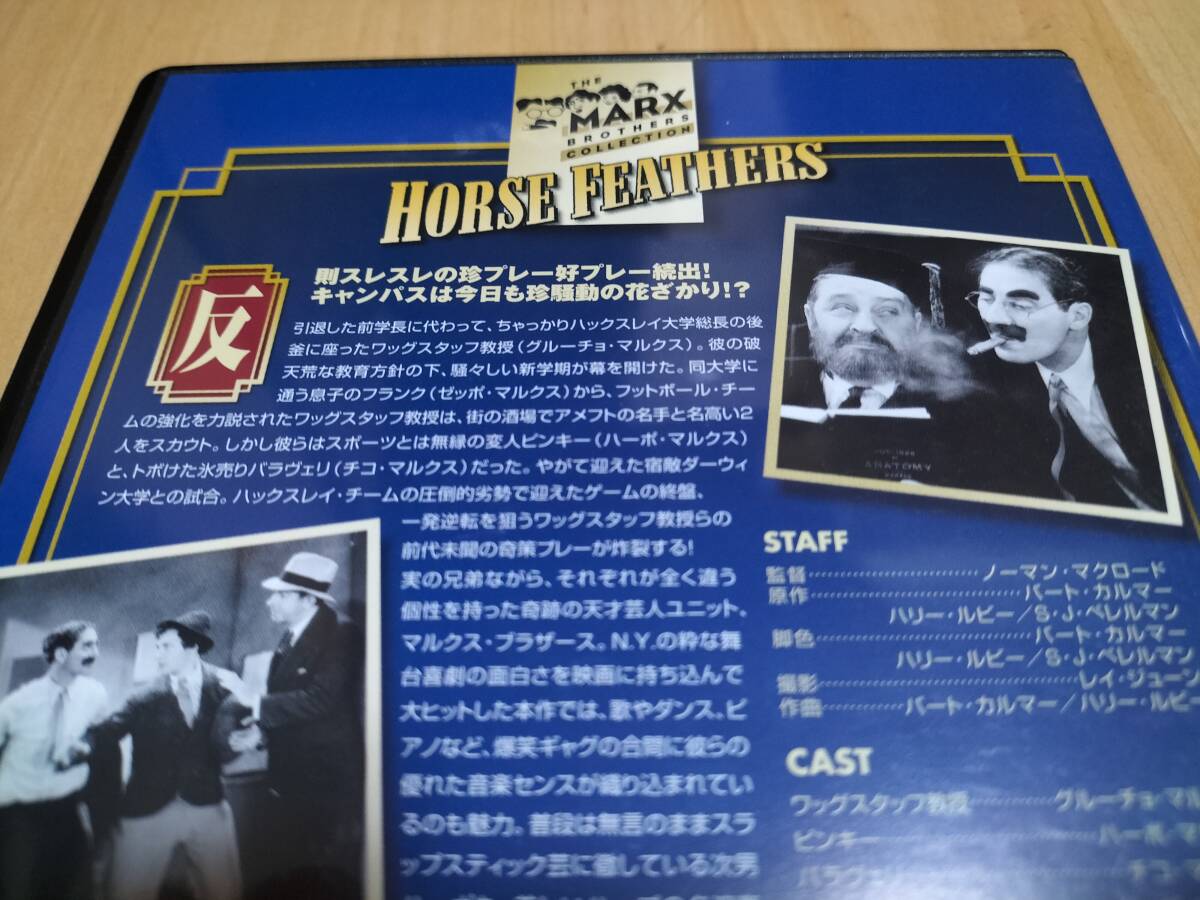 THE
MARX
BROTHERS
COLLECTION
HORSE FEATHERS
反
則スレスレの珍プレー好プレー続出!
キャンパスは今日も珍騒動の花ざかり!?
引退した前学長に代わって、ちゃっかりハックスレイ大学総長の後
釜に座ったワッグスタッフ教授(グルーチョ・マルクス)。彼の破
天荒な教育方針の下、騒々しい新学期が幕を開けた。同大学に
通う息子のフランク(ゼッポ・マルクス)から、フットボール・チー
ムの強化を力説されたワッグスタッフ教授は、街の酒場でアメフトの名手と名高い2
人をスカウト。しかし彼らはスポーツとは無縁の変人ピンキー(ハーポ・マルクス)
と、トボけた氷売りバラヴェリ(チコ・マルクス)だった。やがて迎えた宿敵ダーウィ
ン大学との試合。ハックスレイ・チームの圧倒的劣勢で迎えたゲームの終盤、
一発逆転を狙うワッグスタッフ教授らの
前代未聞の奇策プレーが炸裂する!
実の兄弟ながら、それぞれが全く違う
個性を持った奇跡の天才芸人ユニット、
マルクス・ブラザース。N.Y.の粋な舞
台喜劇の面白さを映画に持ち込んで
大ヒットした本作では、歌やダンス、ピ
アノなど、爆笑ギャグの合間に彼らの
優れた音楽センスが織り込まれてい
るのも魅力。普段は無言のままスラ
ップスティック芸に徹している次男
ANATOMY
STAFF
監督 ノーマン・マクロード
原作 バート・カルマー
ハリー・ルビー/S・J・ペレルマン
脚色 バート・カルマー
ハリー・ルビー/S・J・ペレルマン
撮影 レイ・ジューン
作曲 バート・カルマー/ハリー・ルビー
CAST
ワッグスタッフ教授 グルーチョ・マル
ピンキー ハーポ・マ
バラヴェリ チコ・マ